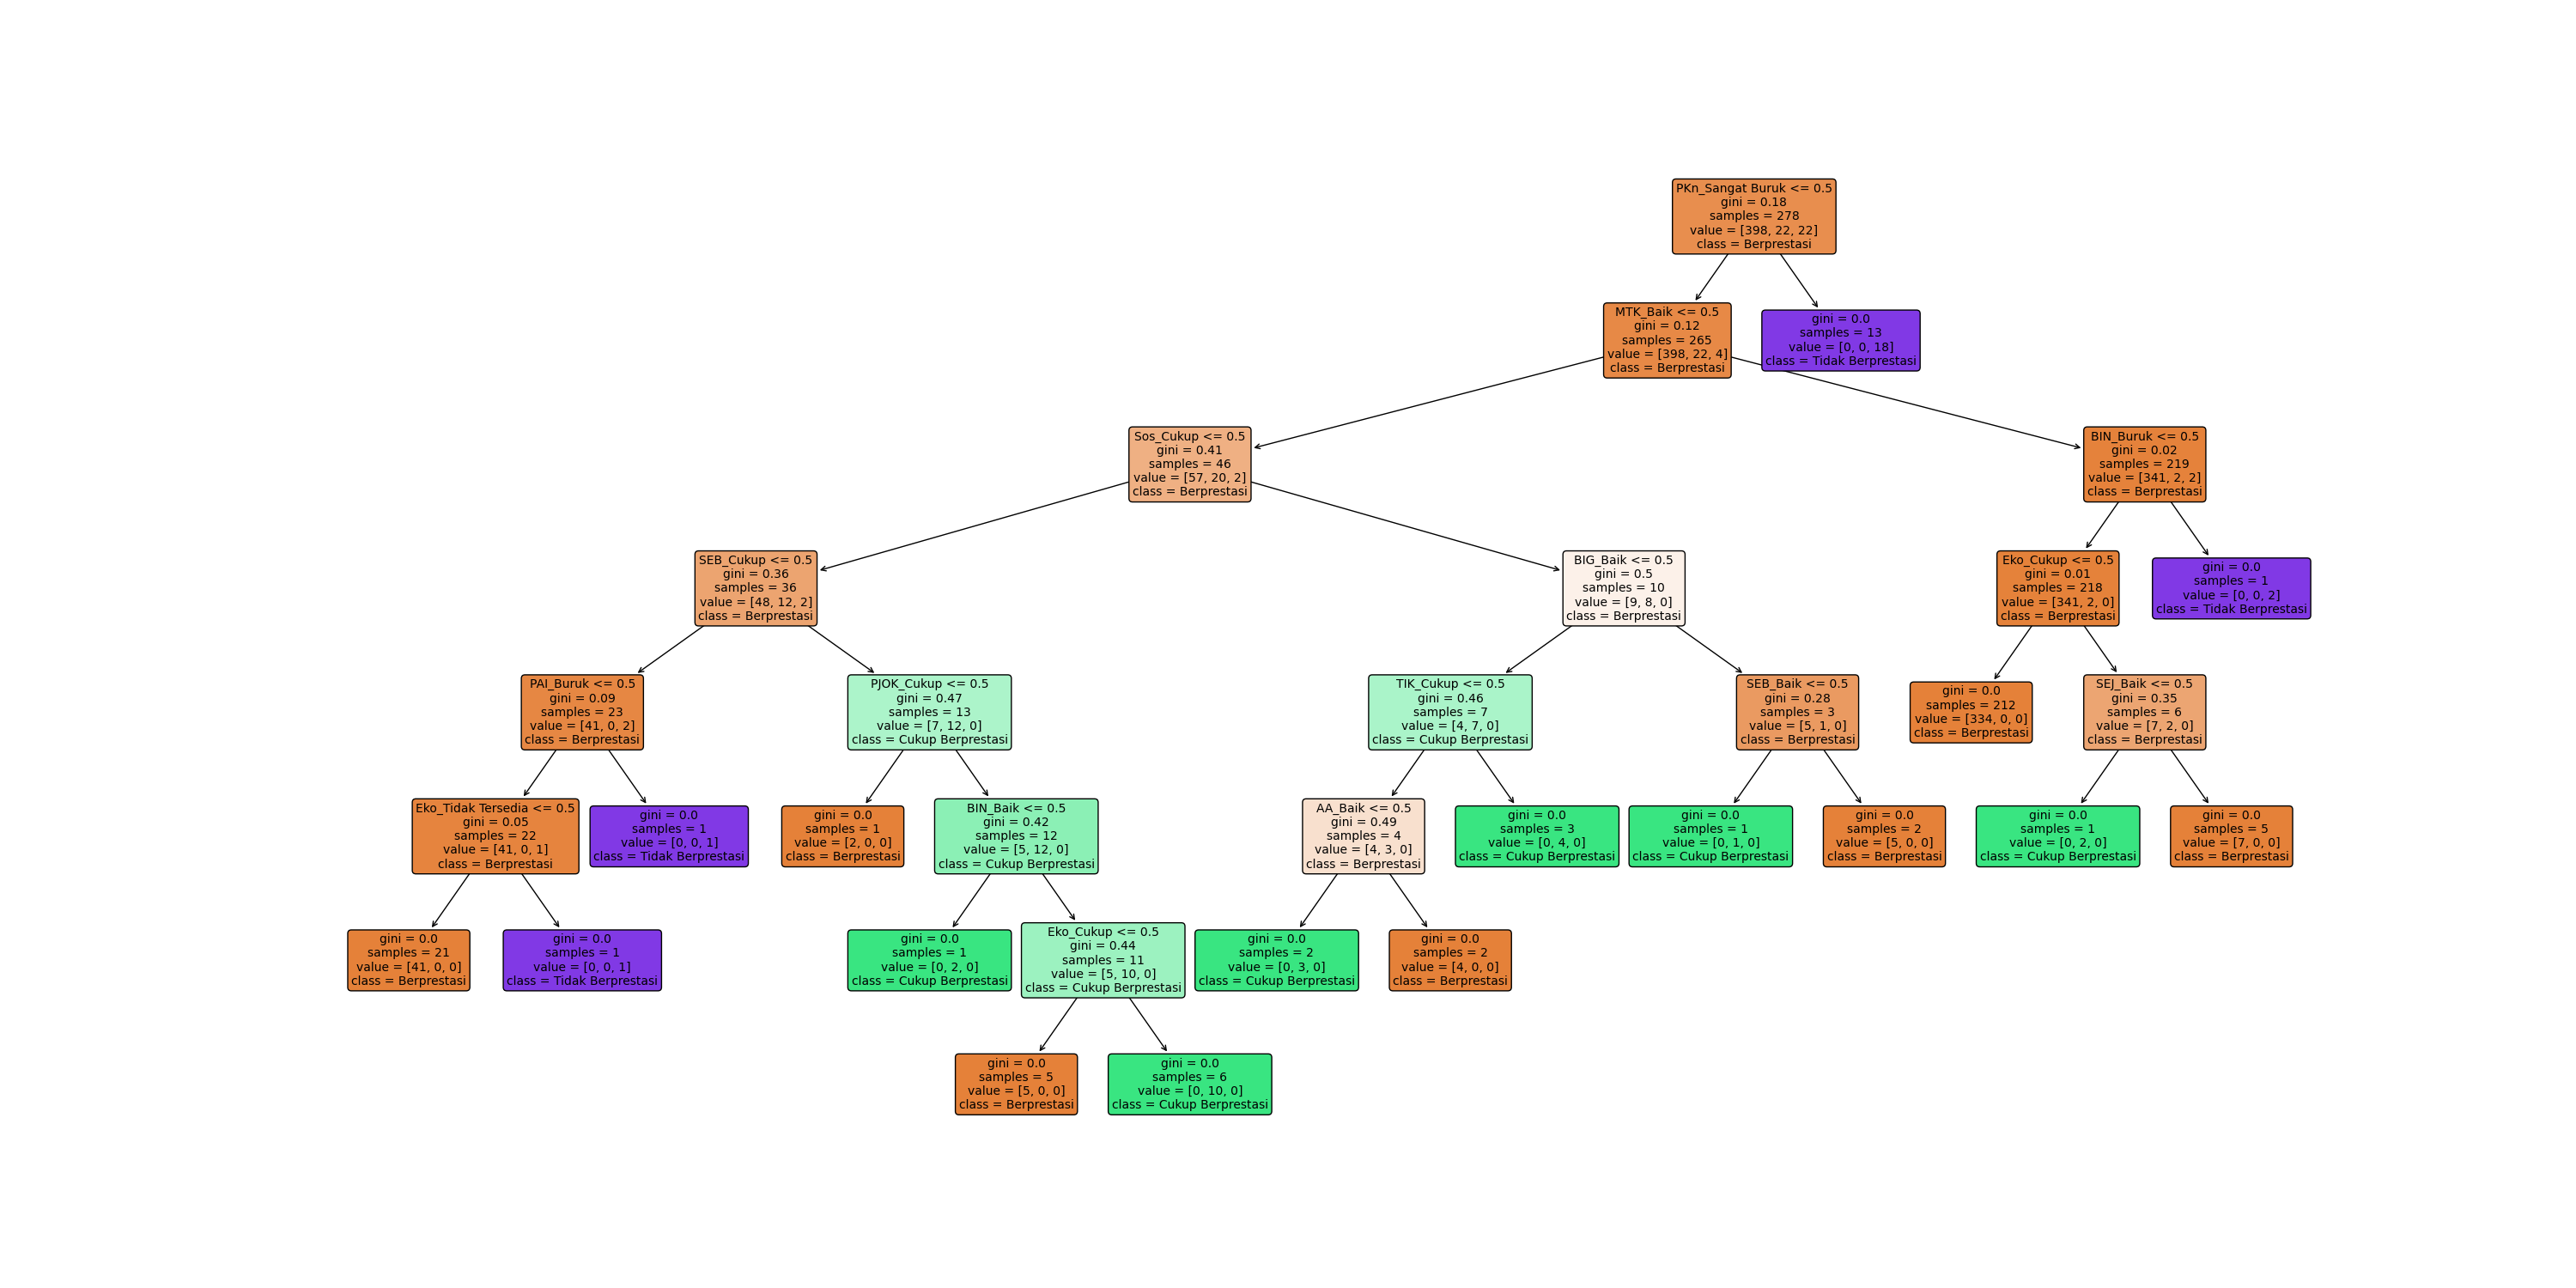 PKn_Sangat Buruk <= 0.5
gini = 0.18
samples = 278
value = [398, 22, 22]
class = Berprestasi
MTK_Baik <= 0.5
gini = 0.12
samples = 265
value = [398, 22, 4]
class = Berprestasi
gini = 0.0
samples = 13
value = [0, 0, 18]
class = Tidak Berprestasi
Sos_Cukup <= 0.5
gini = 0.41
samples = 46
value = [57, 20, 2]
class = Berprestasi
BIN_Buruk <= 0.5
gini = 0.02
samples = 219
value = [341, 2, 2]
class = Berprestasi
SEB_Cukup <= 0.5
gini = 0.36
samples = 36
value = [48, 12, 2]
class = Berprestasi
BIG_Baik <= 0.5
gini = 0.5
samples = 10
value = [9, 8, 0]
class = Berprestasi
Eko_Cukup <= 0.5
gini = 0.01
samples = 218
value = [341, 2, 0]
class = Berprestasi
gini = 0.0
samples = 1
value = [0, 0, 2]
class = Tidak Berprestasi
PAI_Buruk <= 0.5
gini = 0.09
samples = 23
value = [41, 0, 2]
class = Berprestasi
PJOK_Cukup <= 0.5
gini = 0.47
samples = 13
value = [7, 12, 0]
class = Cukup Berprestasi
TIK_Cukup <= 0.5
gini = 0.46
samples = 7
value = [4, 7, 0]
class = Cukup Berprestasi
SEB_Baik <= 0.5
gini = 0.28
samples = 3
value = [5, 1, 0]
class = Berprestasi
gini = 0.0
samples = 212
value = [334, 0, 0]
class = Berprestasi
SEJ_Baik <= 0.5
gini = 0.35
samples = 6
value = [7, 2, 0]
class = Berprestasi
Eko_Tidak Tersedia <= 0.5
gini = 0.05
samples = 22
value = [41, 0, 1]
class = Berprestasi
gini = 0.0
samples = 1
value = [0, 0, 1]
class = Tidak Berprestasi
gini = 0.0
samples = 1
value = [2, 0, 0]
class = Berprestasi
BIN_Baik <= 0.5
gini = 0.42
samples = 12
value = [5, 12, 0]
class = Cukup Berprestasi
AA_Baik <= 0.5
gini = 0.49
samples = 4
value = [4, 3, 0]
class = Berprestasi
gini = 0.0
samples = 3
value = [0, 4, 0]
class = Cukup Berprestasi
gini = 0.0
samples = 1
value = [0, 1, 0]
class = Cukup Berprestasi
gini = 0.0
samples = 2
value = [5, 0, 0]
class = Berprestasi
gini = 0.0
samples = 1
value = [0, 2, 0]
class = Cukup Berprestasi
gini = 0.0
samples = 5
value = [7, 0, 0]
class = Berprestasi
gini = 0.0
samples = 21
value = [41, 0, 0]
class = Berprestasi
gini = 0.0
samples = 1
value = [0, 0, 1]
class = Tidak Berprestasi
gini = 0.0
samples = 1
value = [0, 2, 0]
class = Cukup Berprestasi
Eko_Cukup <= 0.5
gini = 0.44
samples = 11
value = [5, 10, 0]
class = Cukup Berprestasi
gini = 0.0
samples = 2
value = [0, 3, 0]
class = Cukup Berprestasi
gini = 0.0
samples = 2
value = [4, 0, 0]
class = Berprestasi
gini = 0.0
samples = 5
value = [5, 0, 0]
class = Berprestasi
gini = 0.0
samples = 6
value = [0, 10, 0]
class = Cukup Berprestasi